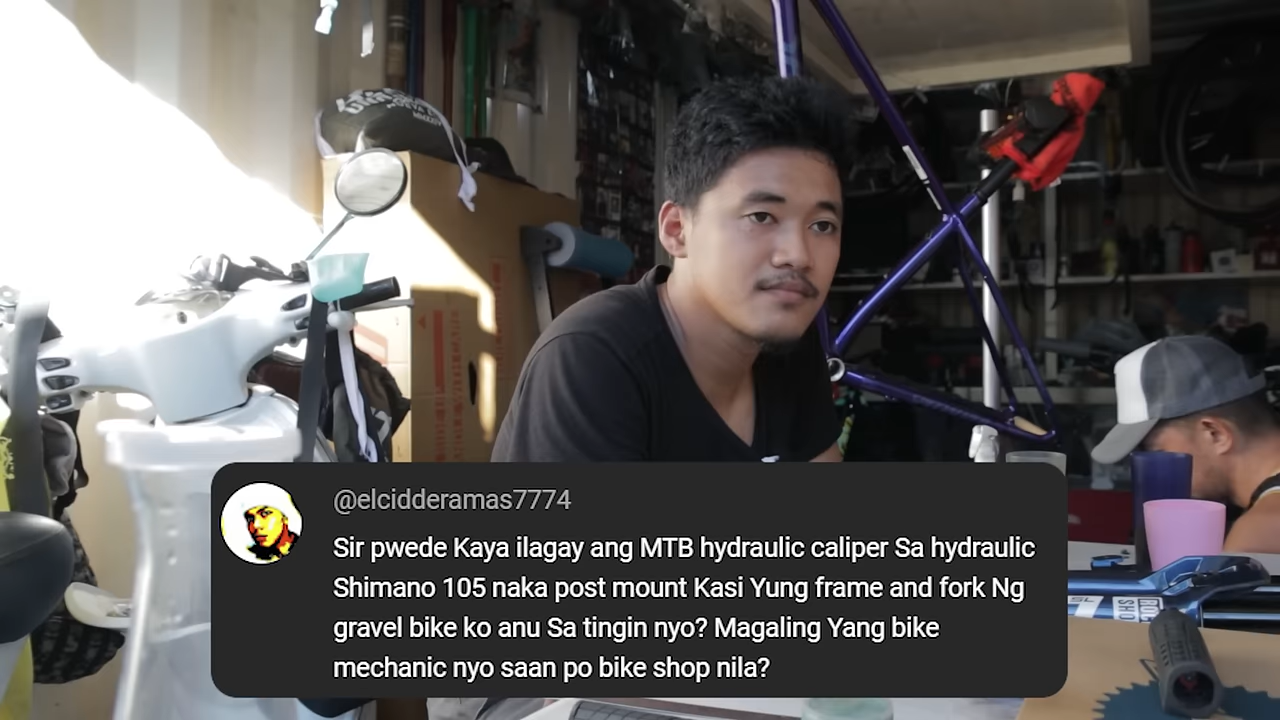 @elcidderamas7774
Sir pwede Kaya ilagay ang MTB hydraulic caliper Sa hydraulic
Shimano 105 naka post mount Kasi Yung frame and fork Ng
gravel bike ko anu Sa tingin nyo? Magaling Yang bike
mechanic nyo saan po bike shop nila?
SL